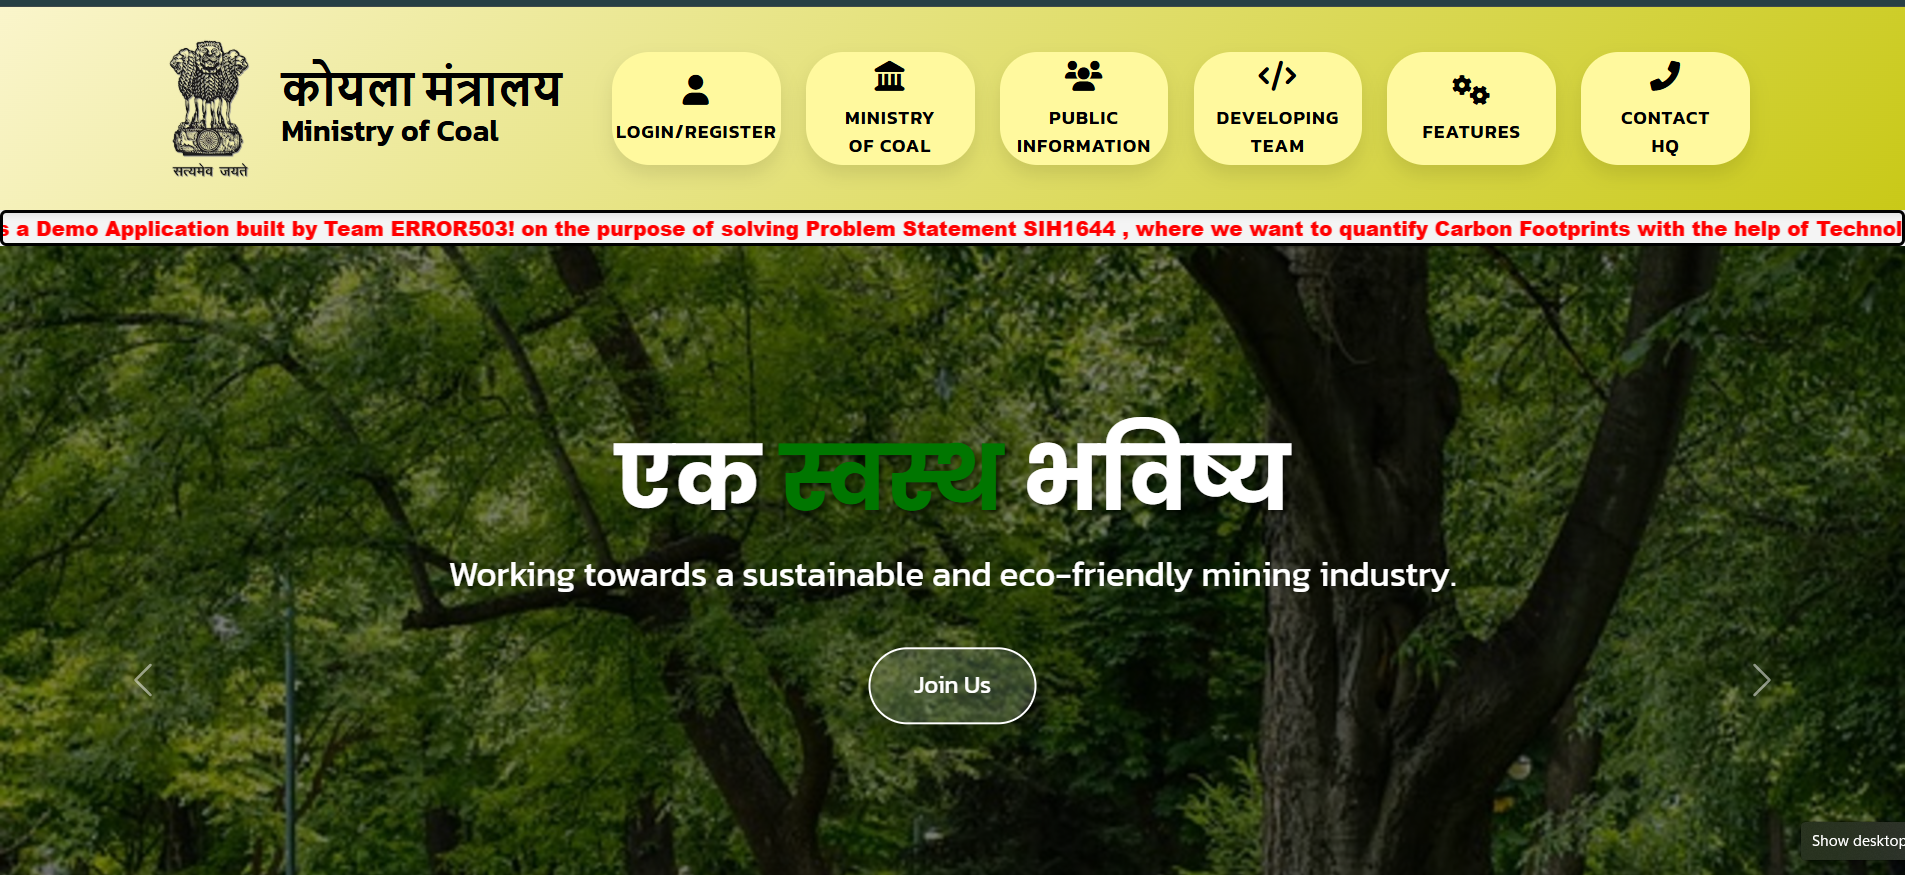 कोयला मंत्रालय
Ministry of Coal
सत्यमेव जयते
LOGIN/REGISTER
MINISTRY
OF COAL
PUBLIC
INFORMATION
DEVELOPING
TEAM
FEATURES
CONTACT
HQ
s a Demo Application built by Team ERROR503! on the purpose of solving Problem Statement SIH1644 , where we want to quantify Carbon Footprints with the help of Technol
एक स्वस्थ भविष्य
Working towards a sustainable and eco-friendly mining industry.
Join Us
Show desktop